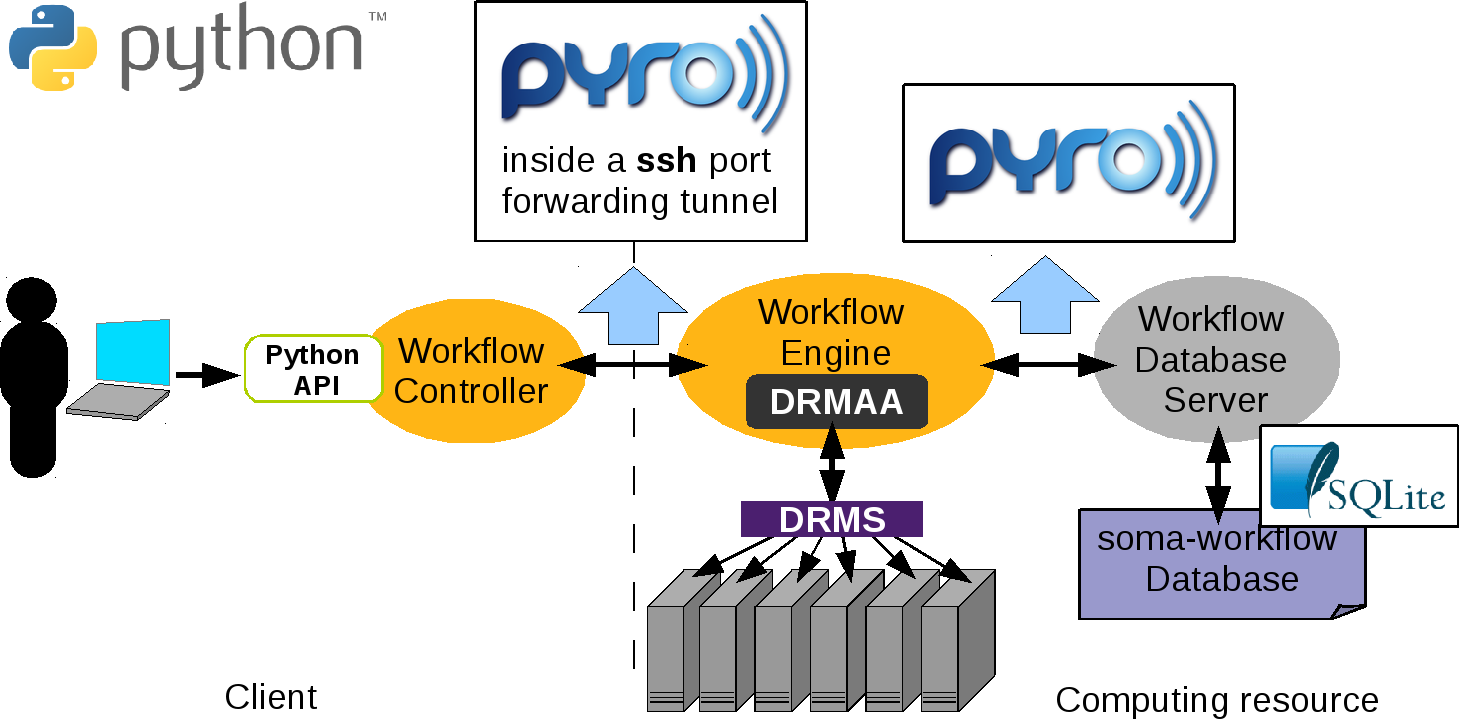 python™
pyro
inside a ssh port
forwarding tunnel
pyro
Python
API
Workflow
Controller
Workflow
Engine
DRMAA
Workflow
Database
Server
DRMS
SQLite
soma-workflow
Database
Client
Computing resource